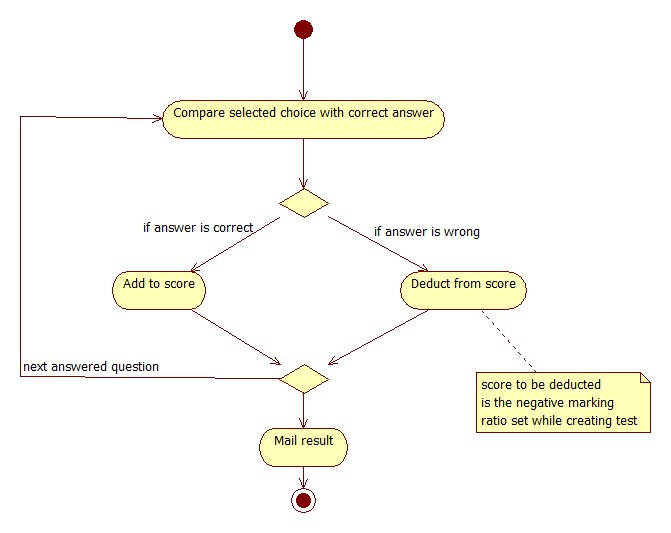 Compare selected choice with correct answer
if answer is correct
if answer is wrong
Add to score
Deduct from score
next answered question
score to be deducted
is the negative marking
ratio set while creating test
Mail result